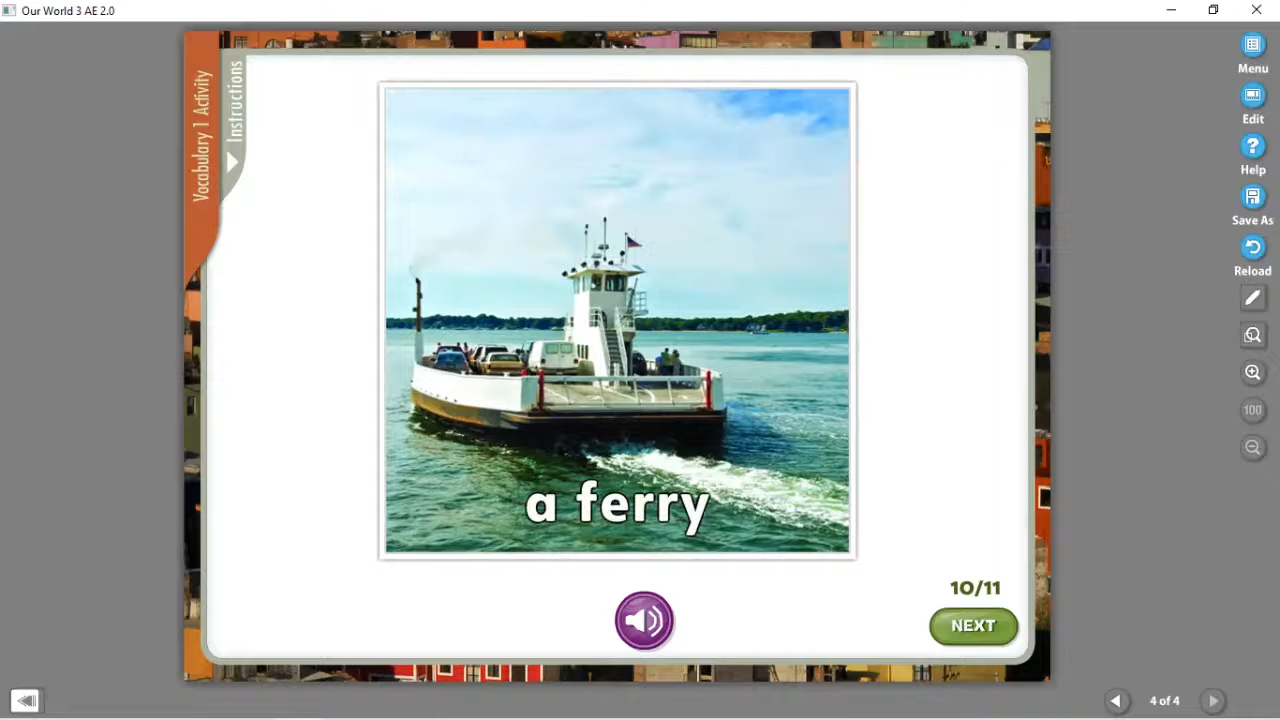 Our World 3 AE 2.0
Vocabulary 1 Activity
Instructions
a ferry
10/11
NEXT
Menu
Edit
Help
Save As
Reload
100
4 of 4